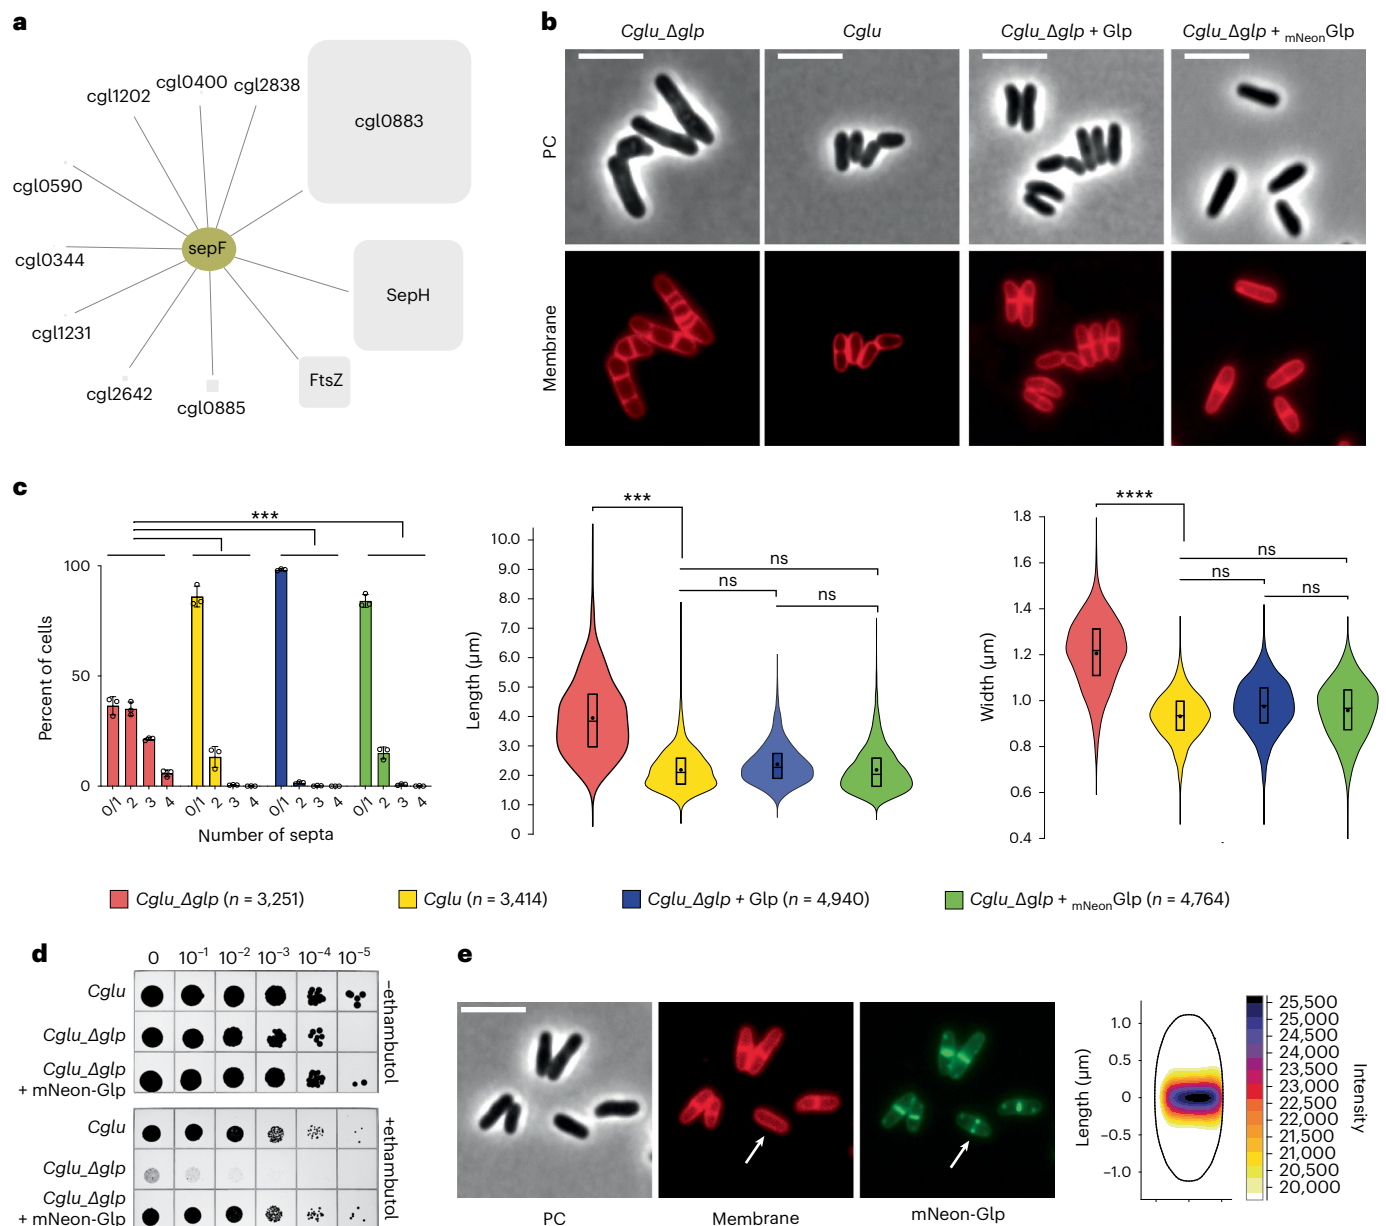 a
cgl1202
cgl0400
cgl2838
cgl0883
cgl0590
sepF
cgl0344
SepH
cgl1231
cgl2642
cgl0885
FtsZ
b
Cglu_Δglp
Cglu
Cglu_Δglp + Glp
Cglu_Δglp + mNeonGlp
PC
Membrane
c
***
100
50
0
Percent of cells
0/1 2 3 4 0/1 2 3 4 0/1 2 3 4 0/1 2 3 4
Number of septa
***
ns
ns
ns
10.0
9.0
8.0
7.0
6.0
5.0
4.0
3.0
2.0
1.0
0
Length (µm)
****
ns
ns
ns
1.8
1.6
1.4
1.2
1.0
0.8
0.6
0.4
Width (µm)
Cglu_Δglp (n = 3,251)
Cglu (n = 3,414)
Cglu_Δglp + Glp (n = 4,940)
Cglu_Δglp + mNeonGlp (n = 4,764)
d
0 10−1 10−2 10−3 10−4 10−5
Cglu
Cglu_Δglp
Cglu_Δglp
+ mNeon-Glp
−ethambutol
Cglu
Cglu_Δglp
Cglu_Δglp
+ mNeon-Glp
+ethambutol
e
PC
Membrane
mNeon-Glp
1.0
0.5
0
−0.5
−1.0
Length (µm)
25,500
25,000
24,500
24,000
23,500
23,000
22,500
22,000
21,500
21,000
20,500
20,000
Intensity